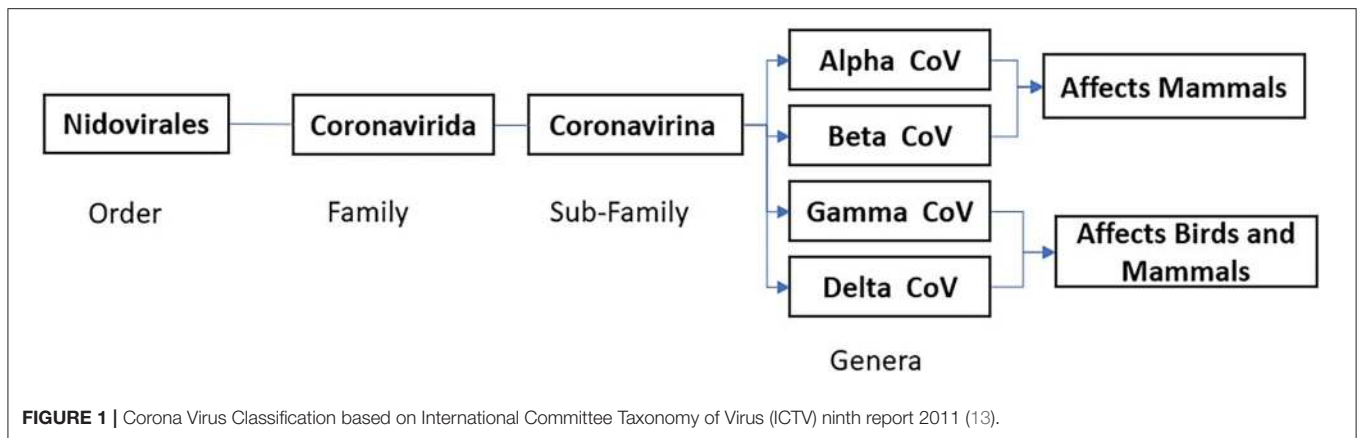 Nidovirales
Order
Coronavirida
Family
Coronavirina
Sub-Family
Alpha CoV
Beta CoV
Gamma CoV
Delta CoV
Genera
Affects Mammals
Affects Birds and
Mammals
FIGURE 1 | Corona Virus Classification based on International Committee Taxonomy of Virus (ICTV) ninth report 2011 (13).